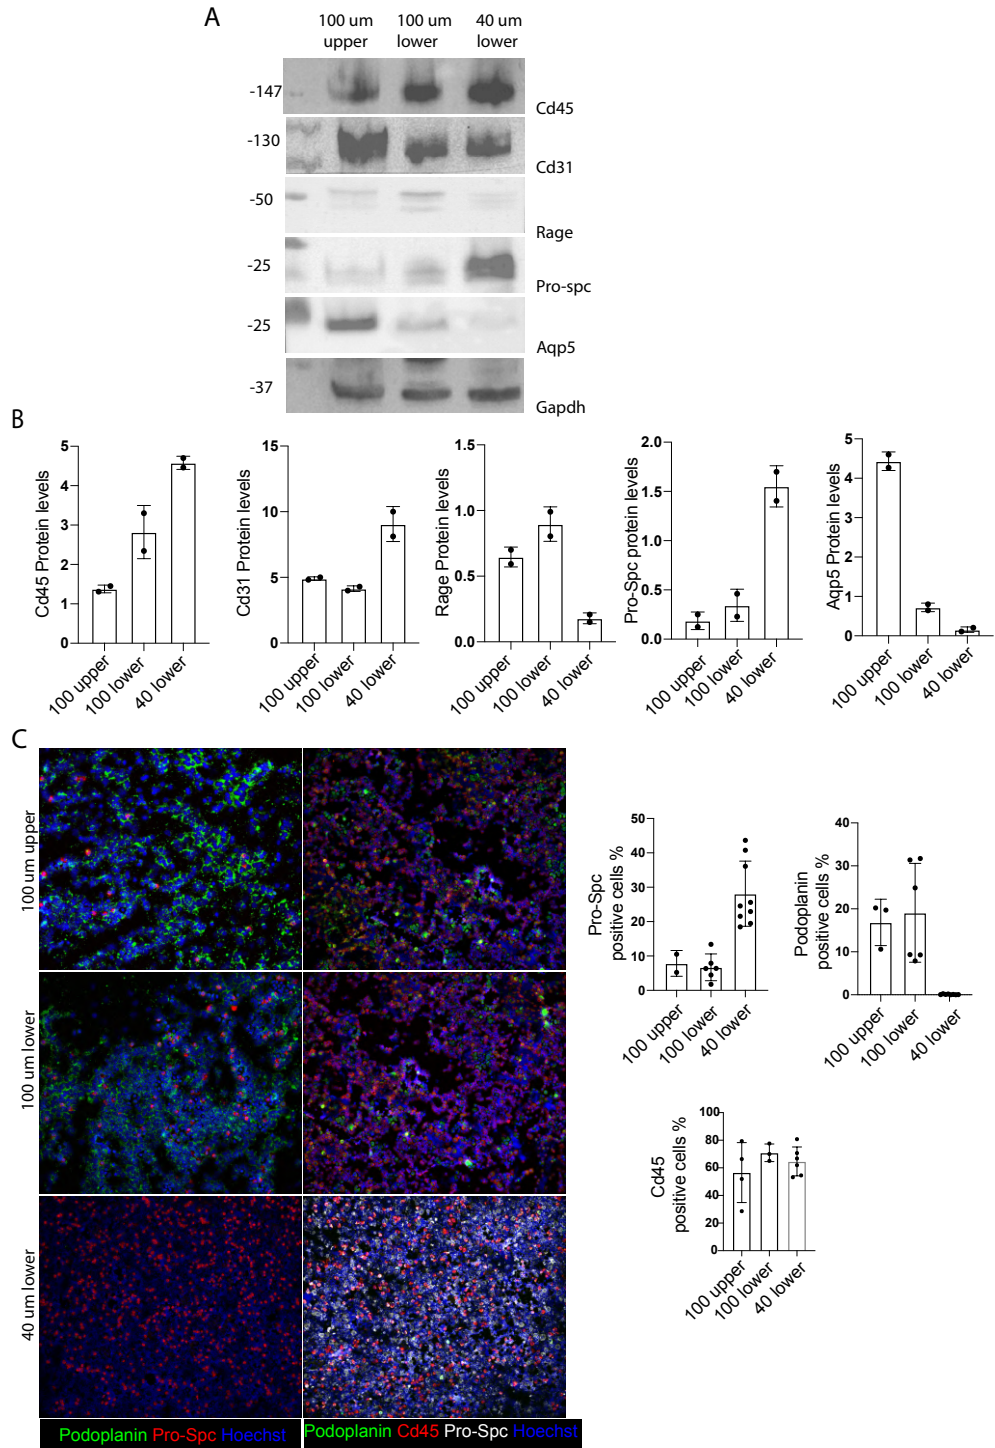 A
100 um 100 um 40 um
upper lower lower
-147
Cd45
-130
Cd31
-50
Rage
-25
Pro-spc
-25
Aqp5
-37
Gapdh
B
Cd45 Protein levels
5
4
3
2
1
0
100 upper
100 lower
40 lower
Cd31 Protein levels
15
10
5
0
100 upper
100 lower
40 lower
Rage Protein levels
1.5
1.0
0.5
0.0
100 upper
100 lower
40 lower
Pro-Spc protein levels
2.0
1.5
1.0
0.5
0.0
100 upper
100 lower
40 lower
Aqp5 Protein levels
5
4
3
2
1
0
100 upper
100 lower
40 lower
C
100 um upper
100 um lower
40 um lower
Podoplanin Pro-Spc Hoechst
Podoplanin Cd45 Pro-Spc Hoechst
Pro-Spc
positive cells %
50
40
30
20
10
0
100 upper
100 lower
40 lower
Podoplanin
positive cells %
40
30
20
10
0
100 upper
100 lower
40 lower
Cd45
positive cells %
100
80
60
40
20
0
100 upper
100 lower
40 lower